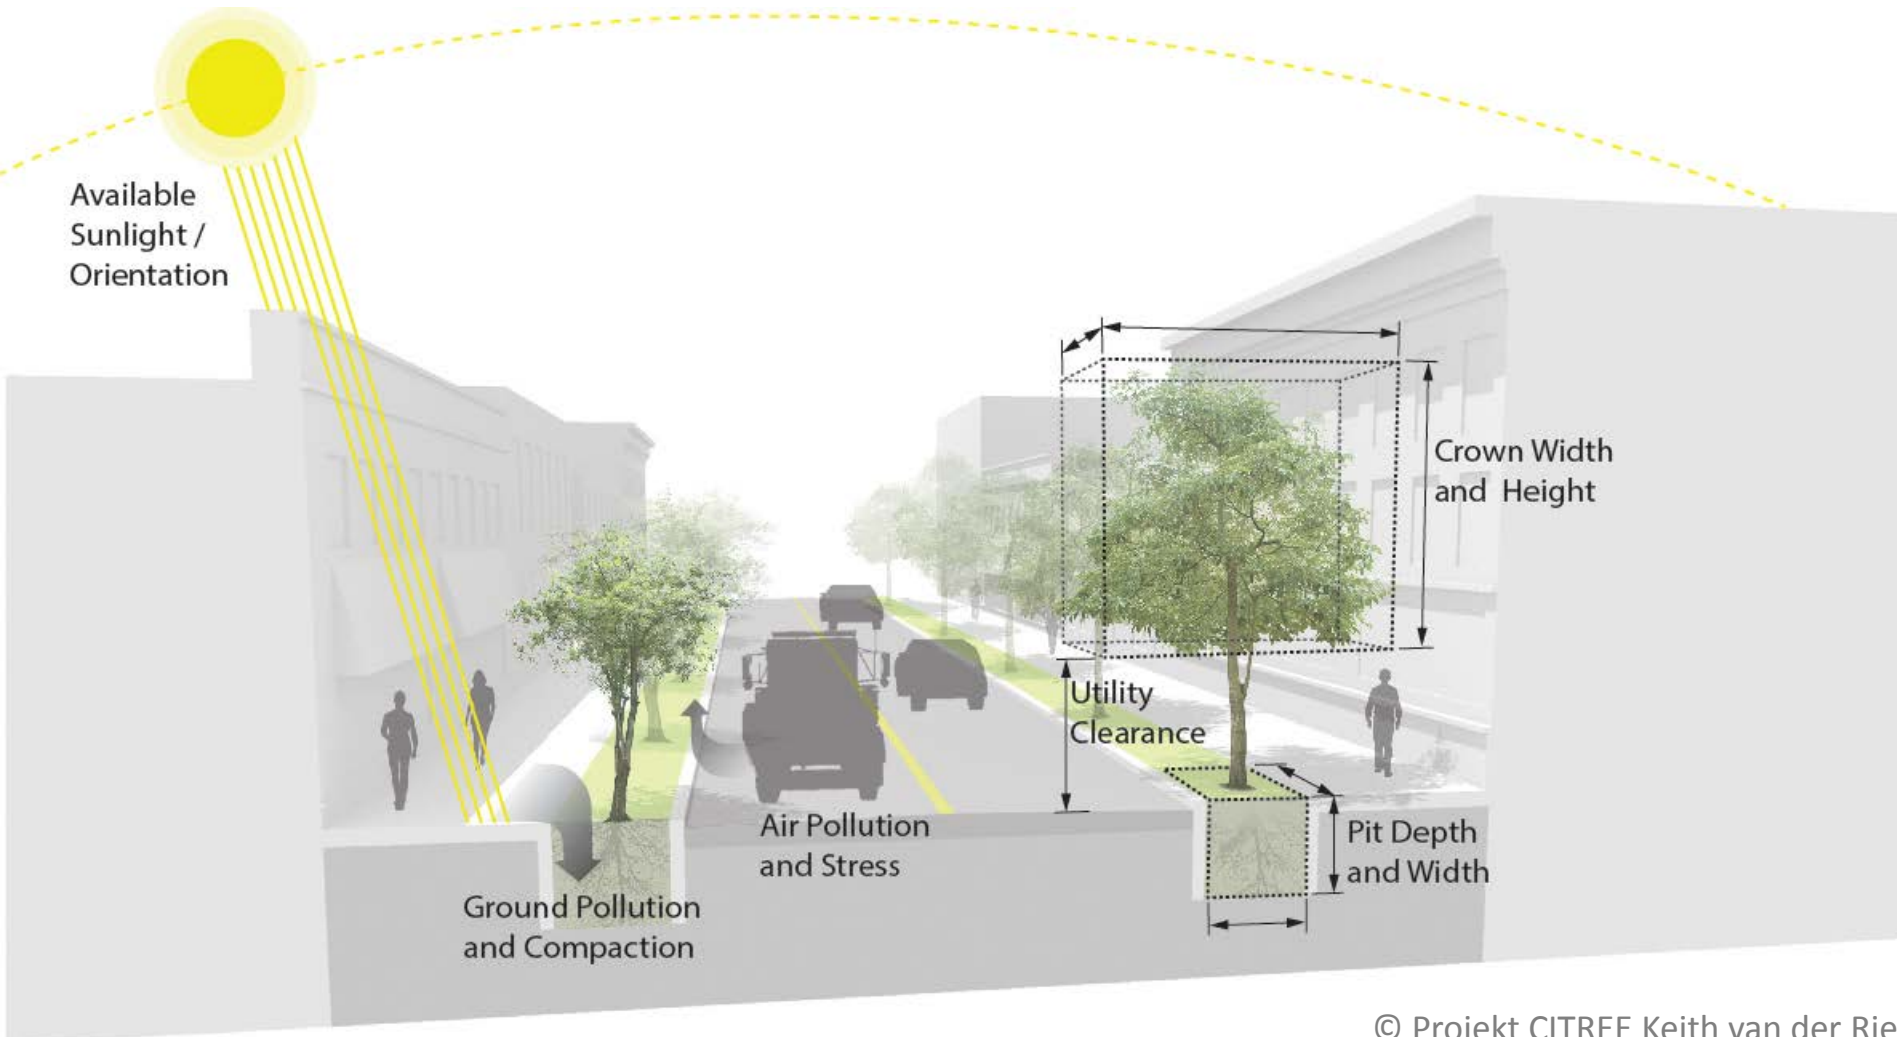 Available
Sunlight /
Orientation
Crown Width
and Height
Utility
Clearance
Air Pollution
and Stress
Pit Depth
and Width
Ground Pollution
and Compaction
© Projekt CITREE Keith van der Rie